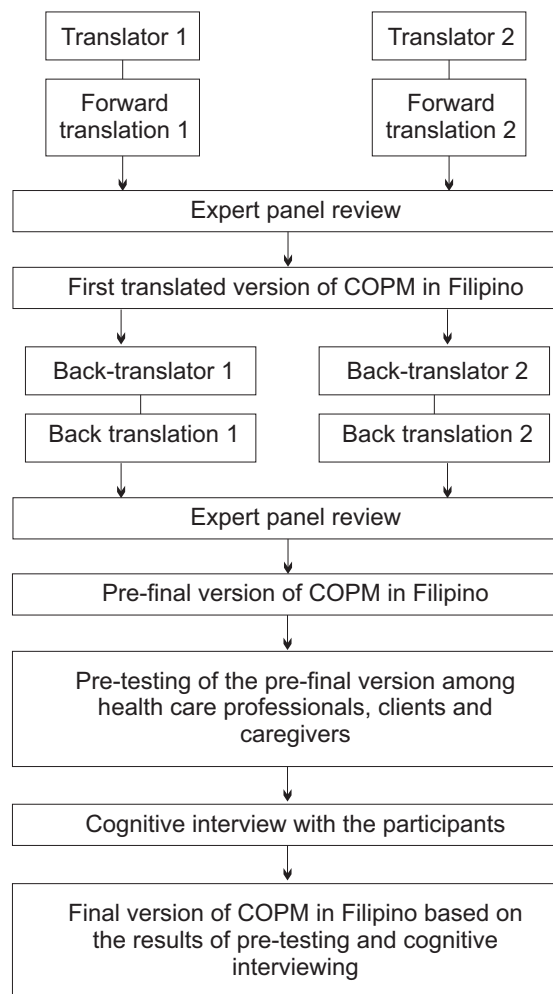 Translator 1
Translator 2
Forward
translation 1
Forward
translation 2
Expert panel review
First translated version of COPM in Filipino
Back-translator 1
Back-translator 2
Back translation 1
Back translation 2
Expert panel review
Pre-final version of COPM in Filipino
Pre-testing of the pre-final version among
health care professionals, clients and
caregivers
Cognitive interview with the participants
Final version of COPM in Filipino based on
the results of pre-testing and cognitive
interviewing